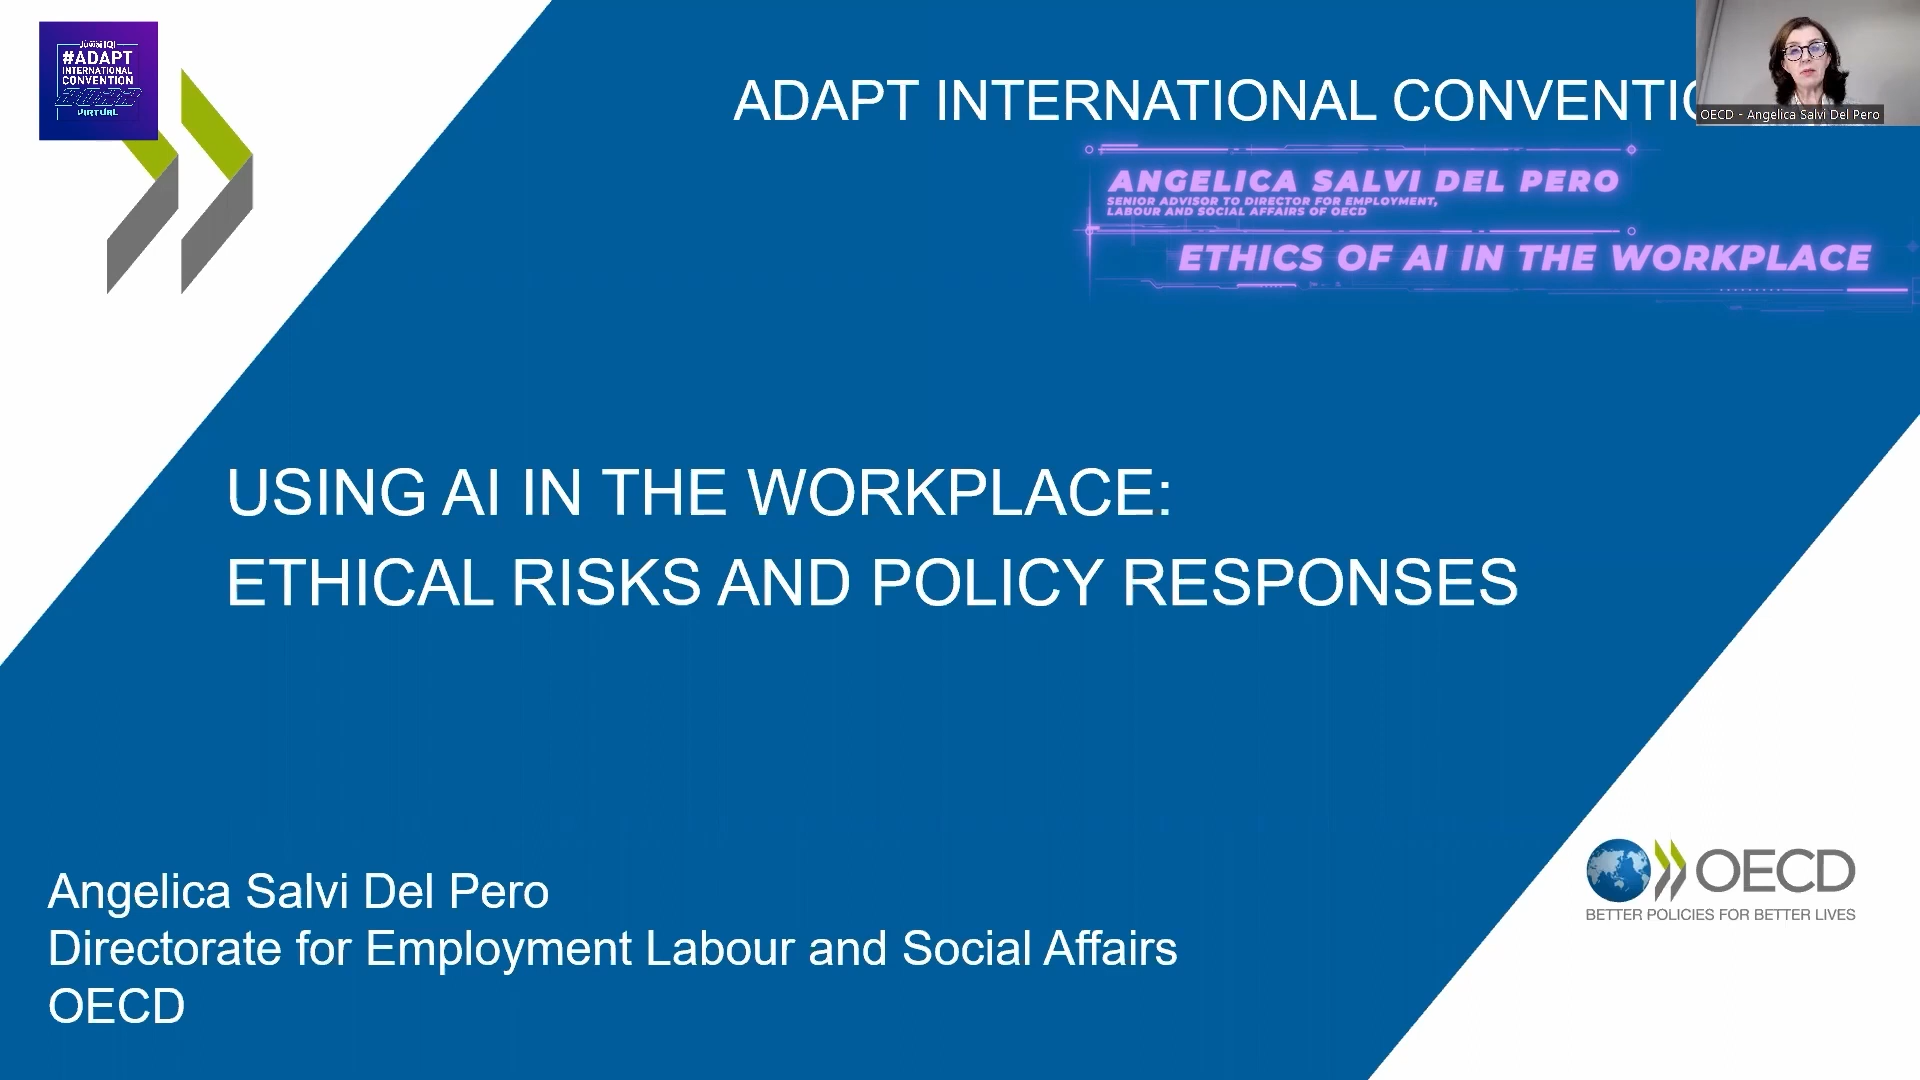 Juwai IQI
#ADAPT
INTERNATIONAL
CONVENTION
VIRTUAL
ADAPT INTERNATIONAL CONVENTIO
OECD - Angelica Salvi Del Pero
ANGELICA SALVI DEL PERO
SENIOR ADVISOR TO DIRECTOR FOR EMPLOYMENT,
LABOUR AND SOCIAL AFFAIRS OF OECD
ETHICS OF AI IN THE WORKPLACE
USING AI IN THE WORKPLACE:
ETHICAL RISKS AND POLICY RESPONSES
Angelica Salvi Del Pero
Directorate for Employment Labour and Social Affairs
OECD
OECD
BETTER POLICIES FOR BETTER LIVES